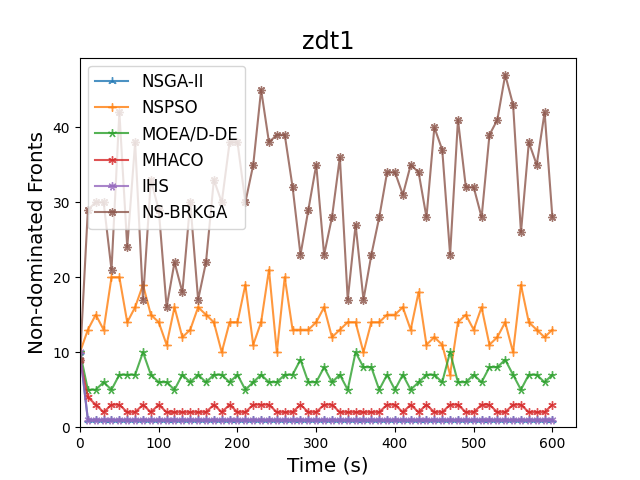 zdt1
NSGA-II
NSPSO
MOEA/D-DE
MHACO
IHS
NS-BRKGA
Non-dominated Fronts
40
30
20
10
0
0 100 200 300 400 500 600
Time (s)